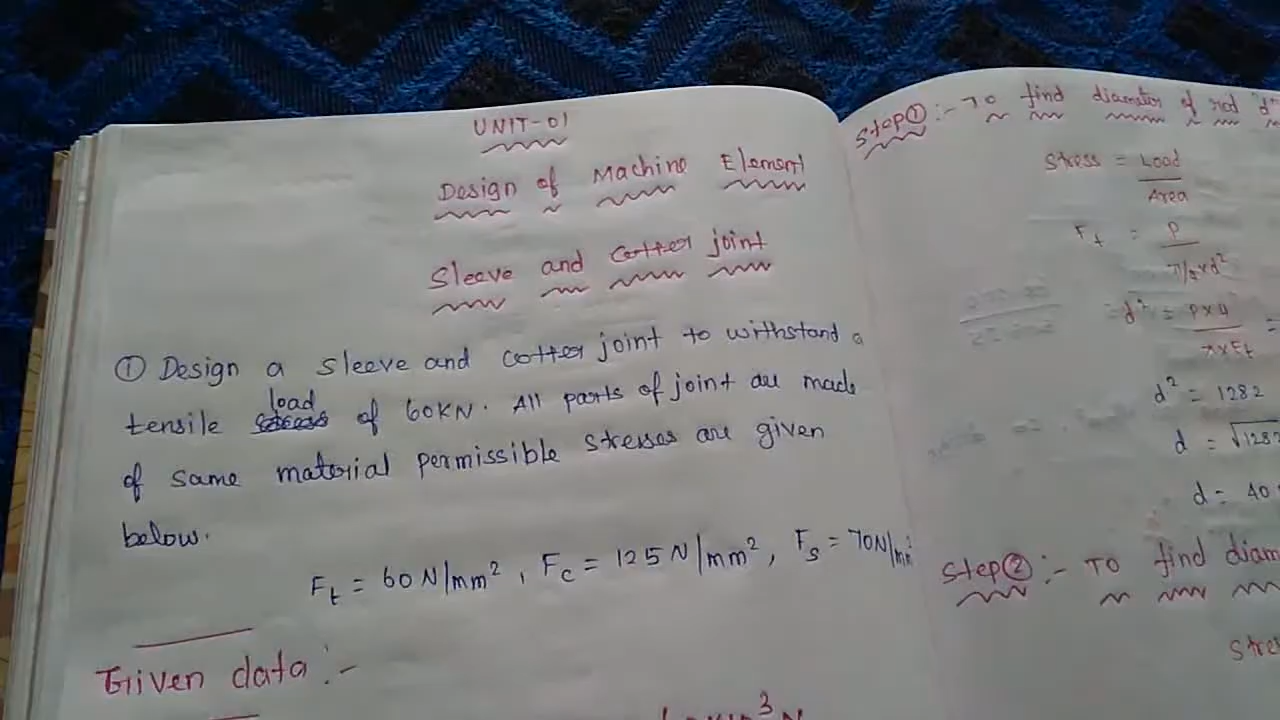 UNIT-01
Design of Machine Element
Sleeve and Cotter joint
① Design a sleeve and cotter joint to withstand a
tensile load of 60KN. All parts of joint are made
of same material permissible stresses are given
below.
Ft = 60 N/mm², Fc = 125 N/mm², Fs = 70N/mm²
Given data :-
Step① :- TO find diameter of rod "d"
Stress = Load
Area
Ft = P
d² = P×4
π×Ft
d² = 1282
d =
d = 40
Step② :- TO find